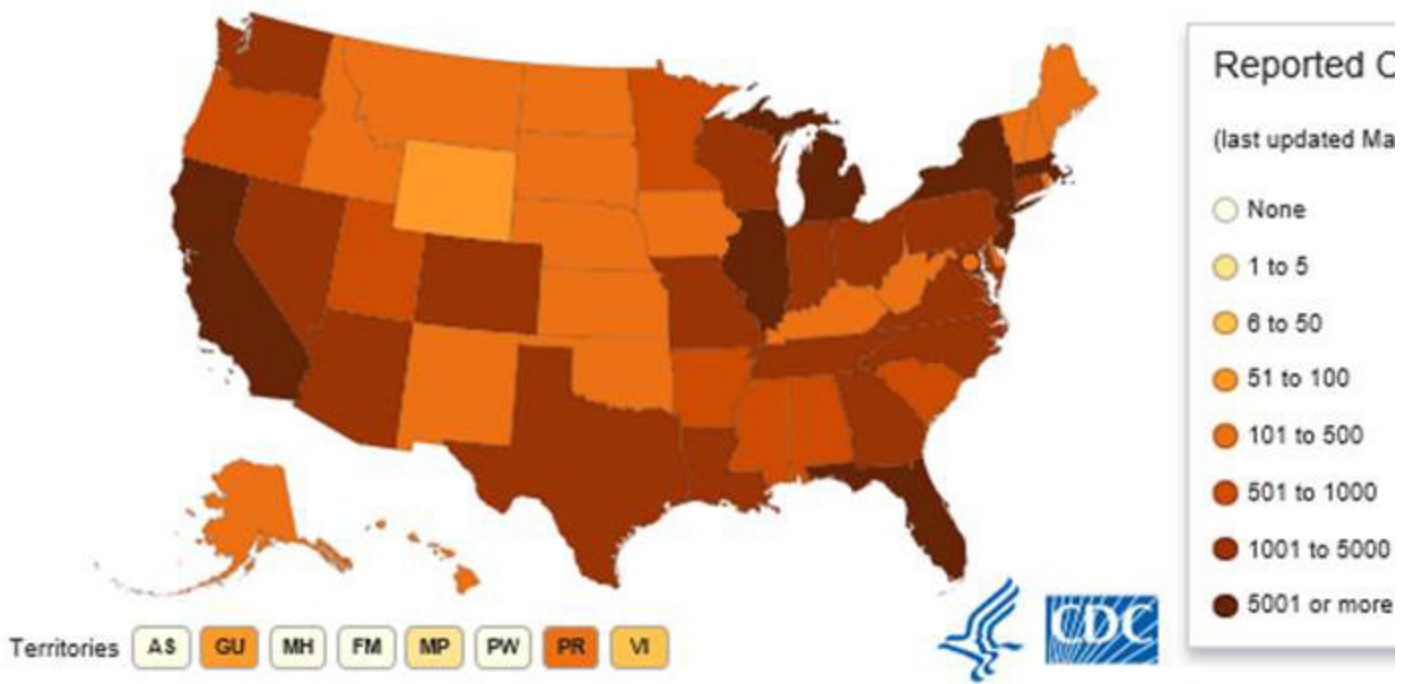 Reported C
(last updated Ma
None
1 to 5
6 to 50
51 to 100
101 to 500
501 to 1000
1001 to 5000
5001 or more
CDC
Territories AS GU MH FM MP PW PR VI